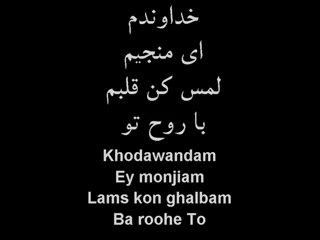 خداوندم
ای منجیم
لمس کن قلبم
با روح تو
Khodawandam
Ey monjiam
Lams kon ghalbam
Ba roohe To